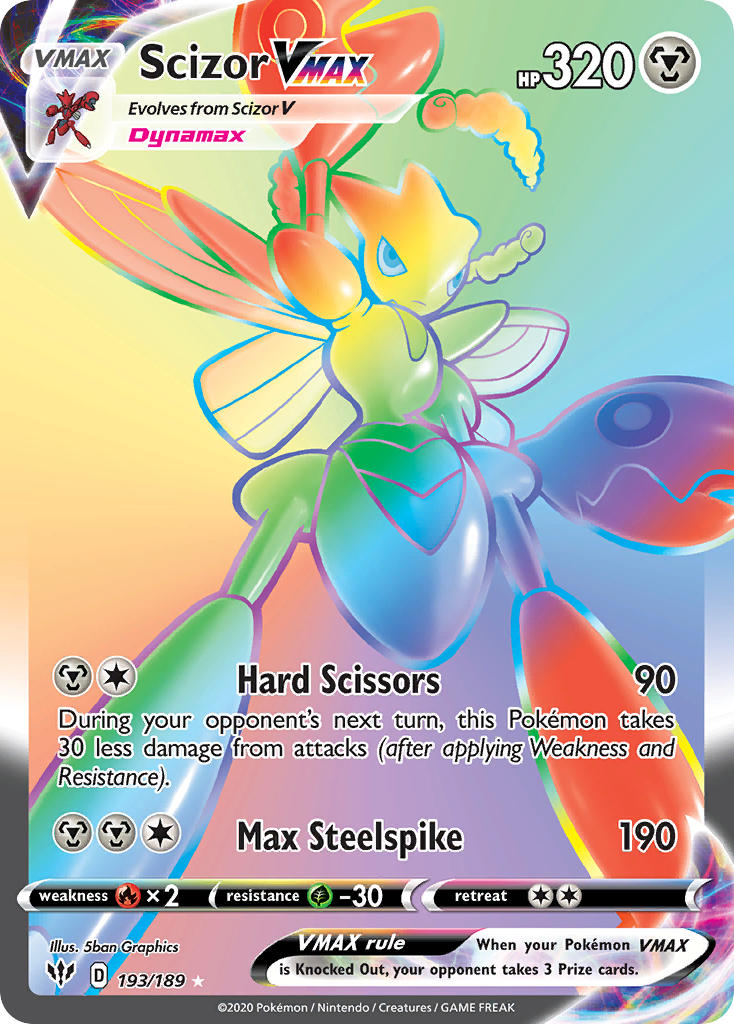 VMAX Scizor VMAX HP 320
Evolves from Scizor V
Dynamax
Hard Scissors 90
During your opponent's next turn, this Pokémon takes
30 less damage from attacks (after applying Weakness and
Resistance).
Max Steelspike 190
weakness ×2 resistance -30 retreat
Illus. 5ban Graphics
VMAX rule When your Pokémon VMAX
is Knocked Out, your opponent takes 3 Prize cards.
D 193/189
©2020 Pokémon / Nintendo / Creatures / GAME FREAK